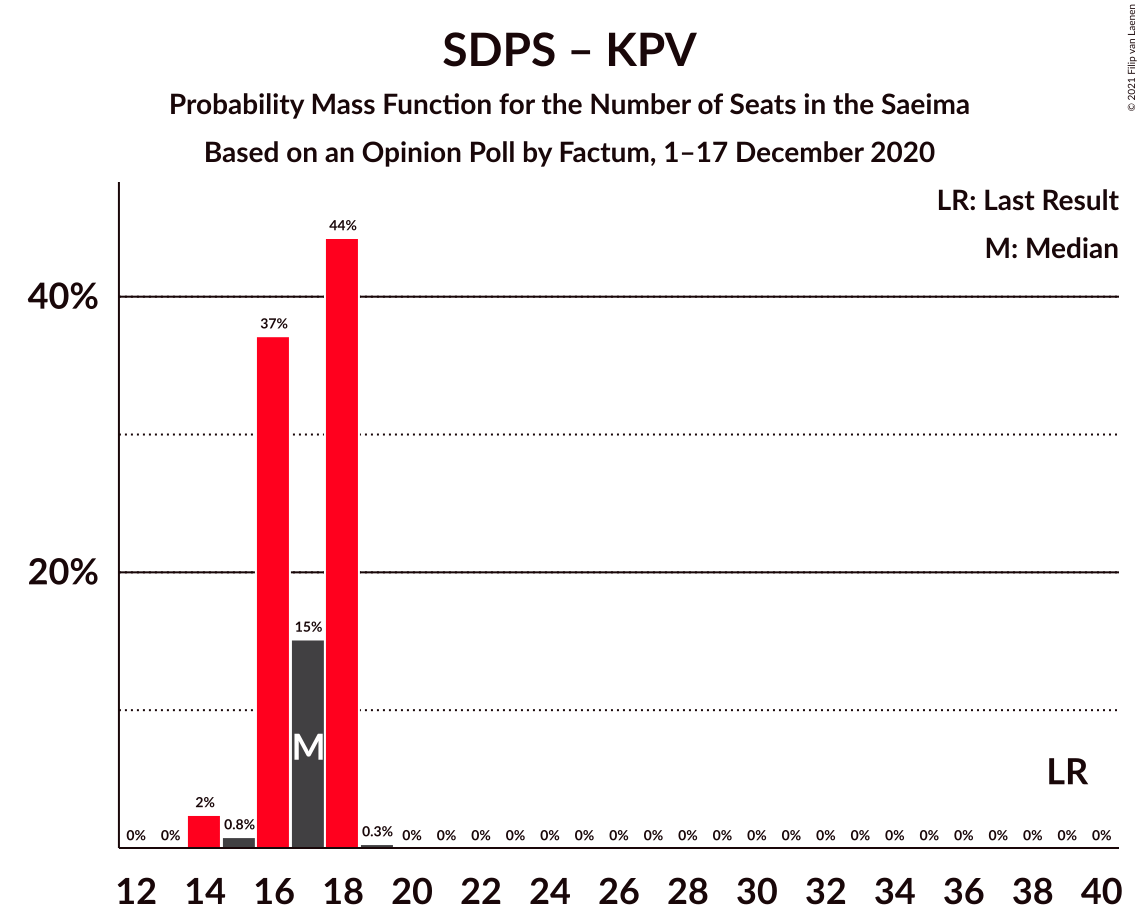 SDPS – KPV
Probability Mass Function for the Number of Seats in the Saeima
Based on an Opinion Poll by Factum, 1–17 December 2020
© 2021 Filip van Laenen
LR: Last Result
M: Median
44%
40%
37%
20%
15%
M
LR
2%
0.8%
0.3%
0% 0% 0% 0% 0% 0% 0% 0% 0% 0% 0% 0% 0% 0% 0% 0% 0% 0% 0% 0% 0% 0% 0%
12 14 16 18 20 22 24 26 28 30 32 34 36 38 40